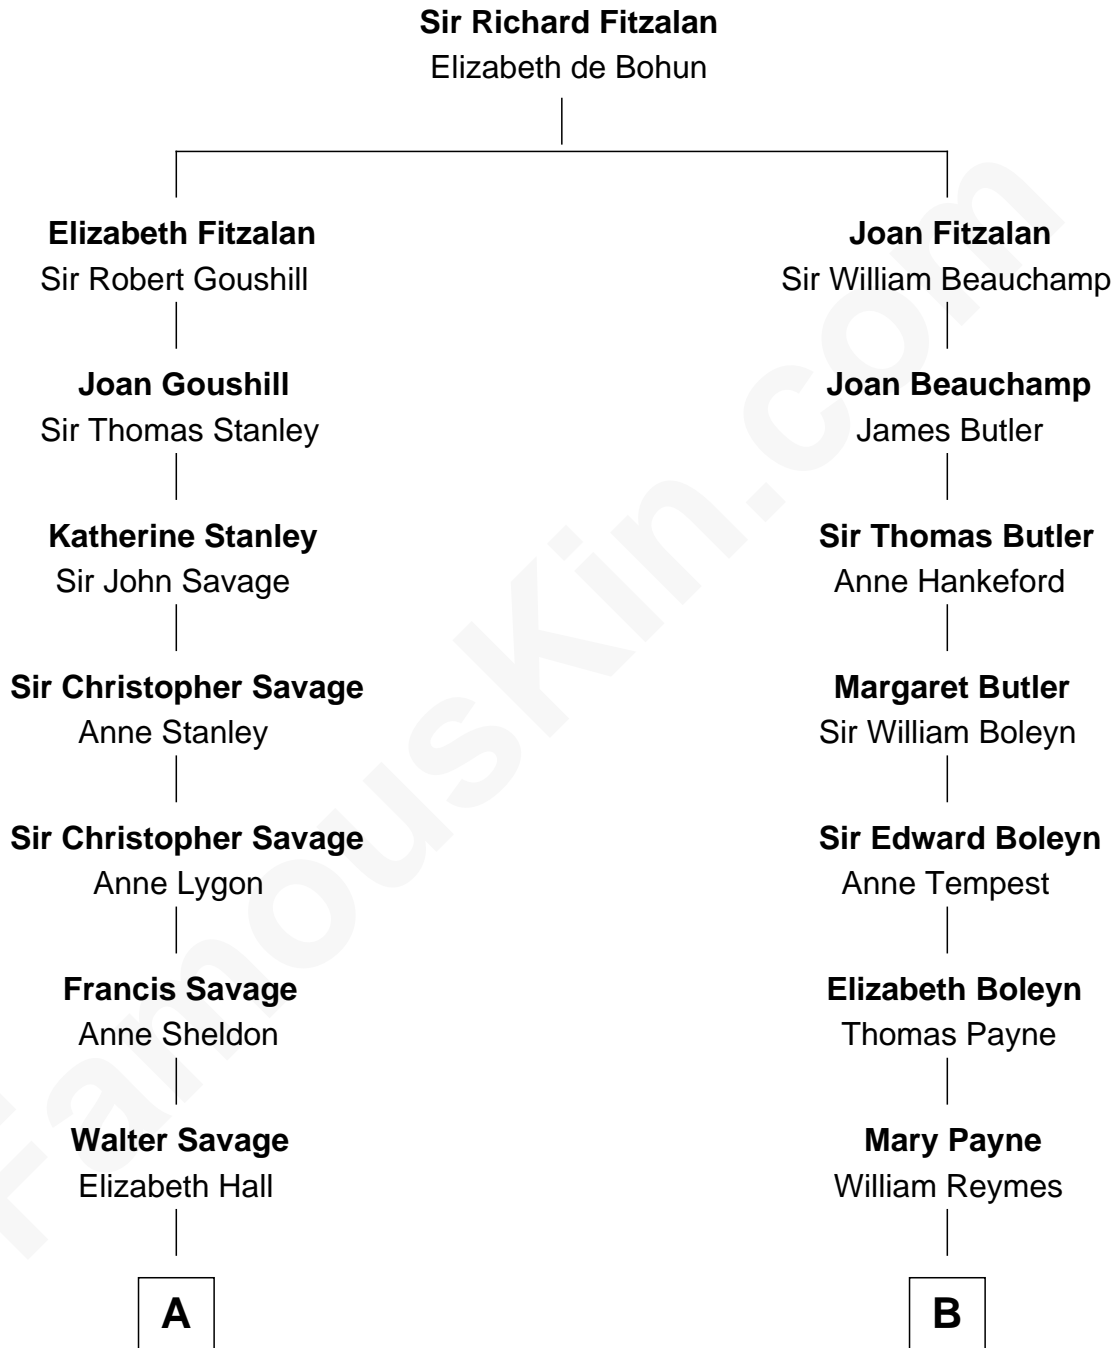 Sir Richard Fitzalan
Elizabeth de Bohun
Elizabeth Fitzalan
Sir Robert Goushill
Joan Goushill
Sir Thomas Stanley
Katherine Stanley
Sir John Savage
Sir Christopher Savage
Anne Stanley
Sir Christopher Savage
Anne Lygon
Francis Savage
Anne Sheldon
Walter Savage
Elizabeth Hall
A
Joan Fitzalan
Sir William Beauchamp
Joan Beauchamp
James Butler
Sir Thomas Butler
Anne Hankeford
Margaret Butler
Sir William Boleyn
Sir Edward Boleyn
Anne Tempest
Elizabeth Boleyn
Thomas Payne
Mary Payne
William Reymes
B
FamousKin.com